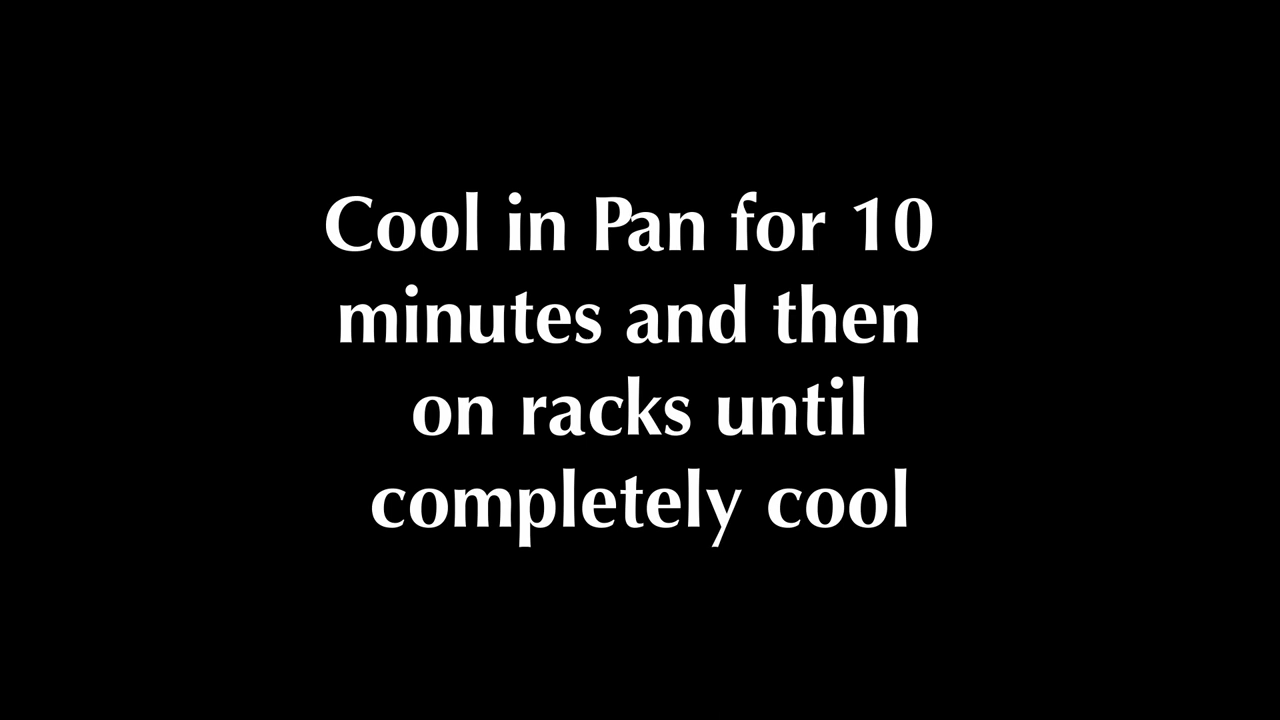 Cool in Pan for 10
minutes and then
on racks until
completely cool